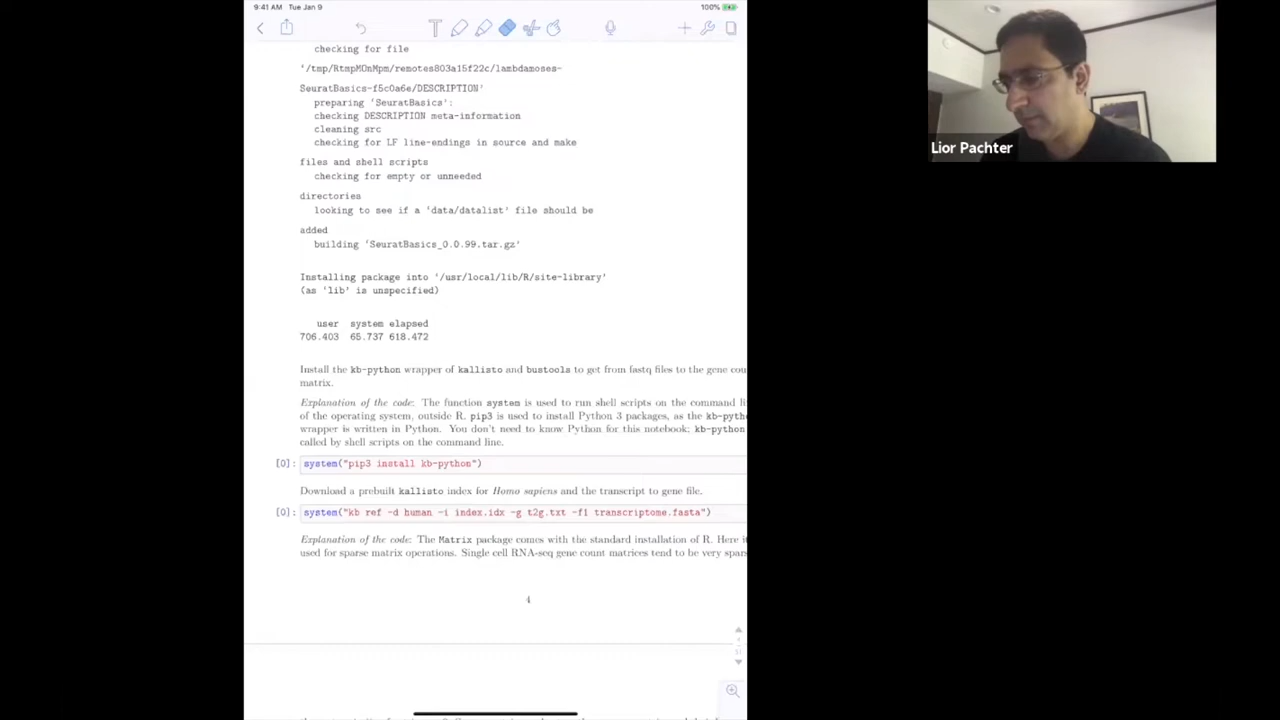 9:41 AM Tue Jan 9
100%
checking for file
‘/tmp/RtmpMOnMpm/remotes803a15f22c/lambdamoses-
SeuratBasics-f5c0a6e/DESCRIPTION’
preparing ‘SeuratBasics’:
checking DESCRIPTION meta-information
cleaning src
checking for LF line-endings in source and make
files and shell scripts
checking for empty or unneeded
directories
looking to see if a ‘data/datalist’ file should be
added
building ‘SeuratBasics_0.0.99.tar.gz’
Installing package into ‘/usr/local/lib/R/site-library’
(as ‘lib’ is unspecified)
user system elapsed
706.403 65.737 618.472
Install the kb-python wrapper of kallisto and bustools to get from fastq files to the gene cou
matrix.
Explanation of the code: The function system is used to run shell scripts on the command li
of the operating system, outside R. pip3 is used to install Python 3 packages, as the kb-pyth
wrapper is written in Python. You don't need to know Python for this notebook; kb-python
called by shell scripts on the command line.
[0]: system("pip3 install kb-python")
Download a prebuilt kallisto index for Homo sapiens and the transcript to gene file.
[0]: system("kb ref -d human -i index.idx -g t2g.txt -f1 transcriptome.fasta")
Explanation of the code: The Matrix package comes with the standard installation of R. Here it
used for sparse matrix operations. Single cell RNA-seq gene count matrices tend to be very spars
4
Lior Pachter